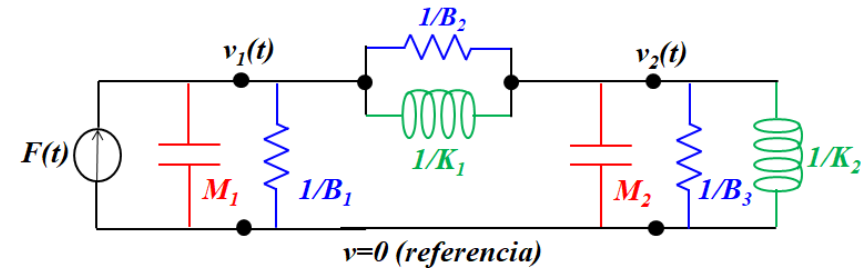 1/B₂
v₁(t)
v₂(t)
F(t)
M₁
1/B₁
1/K₁
M₂
1/B₃
1/K₂
v=0 (referencia)